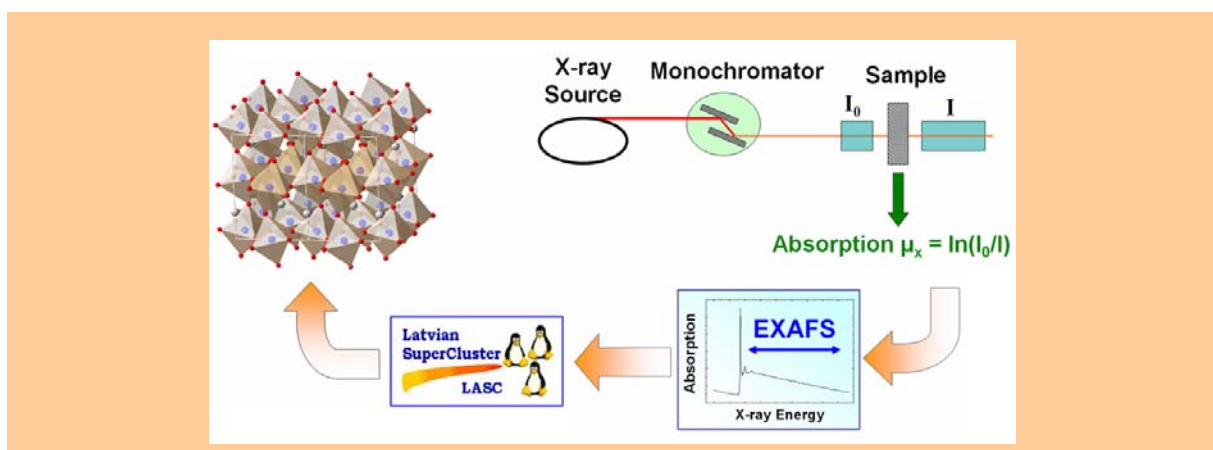 X-ray
Source
Monochromator
Sample
I₀
I
Absorption μₓ = ln(I₀/I)
EXAFS
Absorption
X-ray Energy
Latvian
SuperCluster
LASC